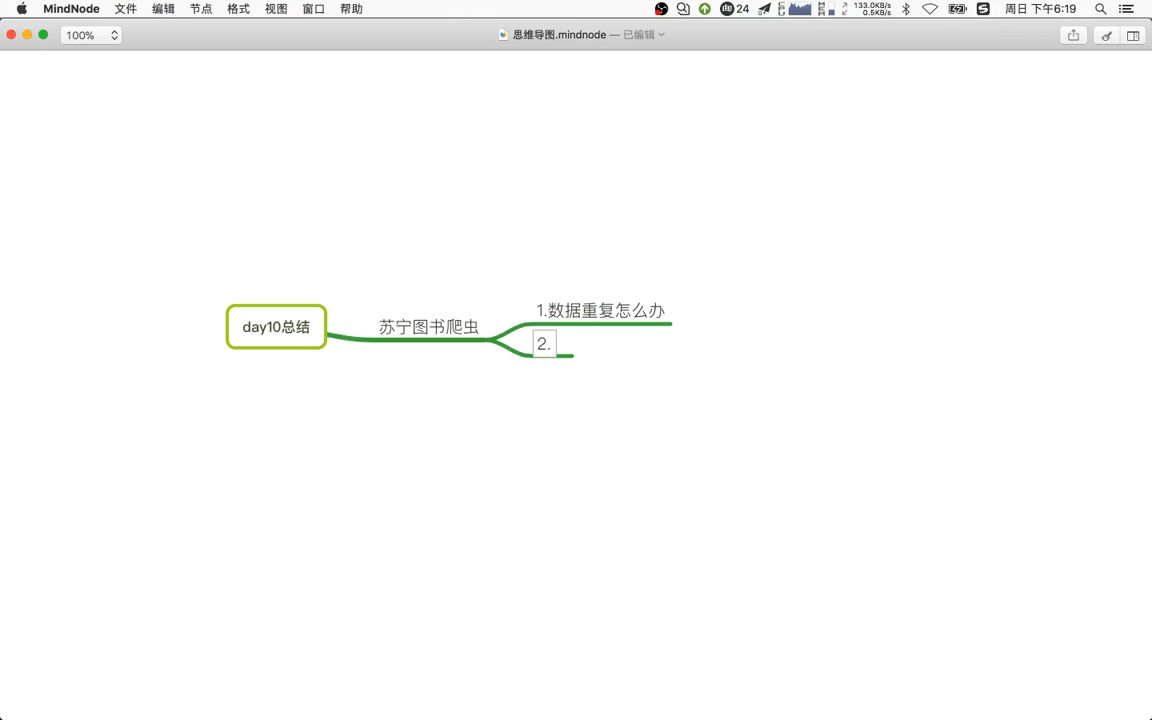 MindNode 文件 编辑 节点 格式 视图 窗口 帮助 24 133.0KB/s 0.5KB/s 周日 下午6:19
100% 思维导图.mindnode — 已编辑
1.数据重复怎么办
day10总结 苏宁图书爬虫
2.